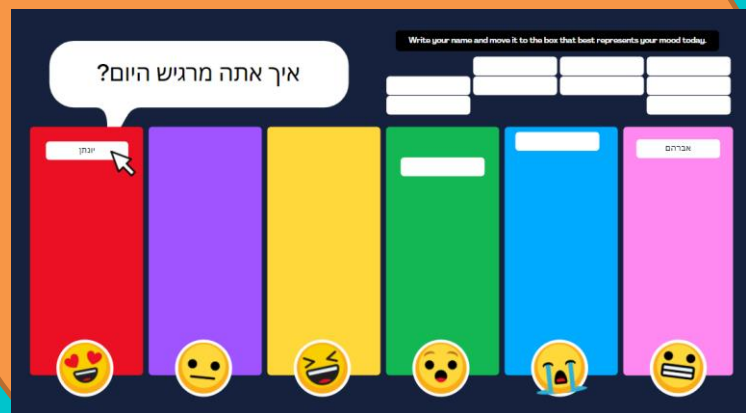 Write your name and move it to the box that best represents your mood today.
איך אתה מרגיש היום?
יונתן
אברהם